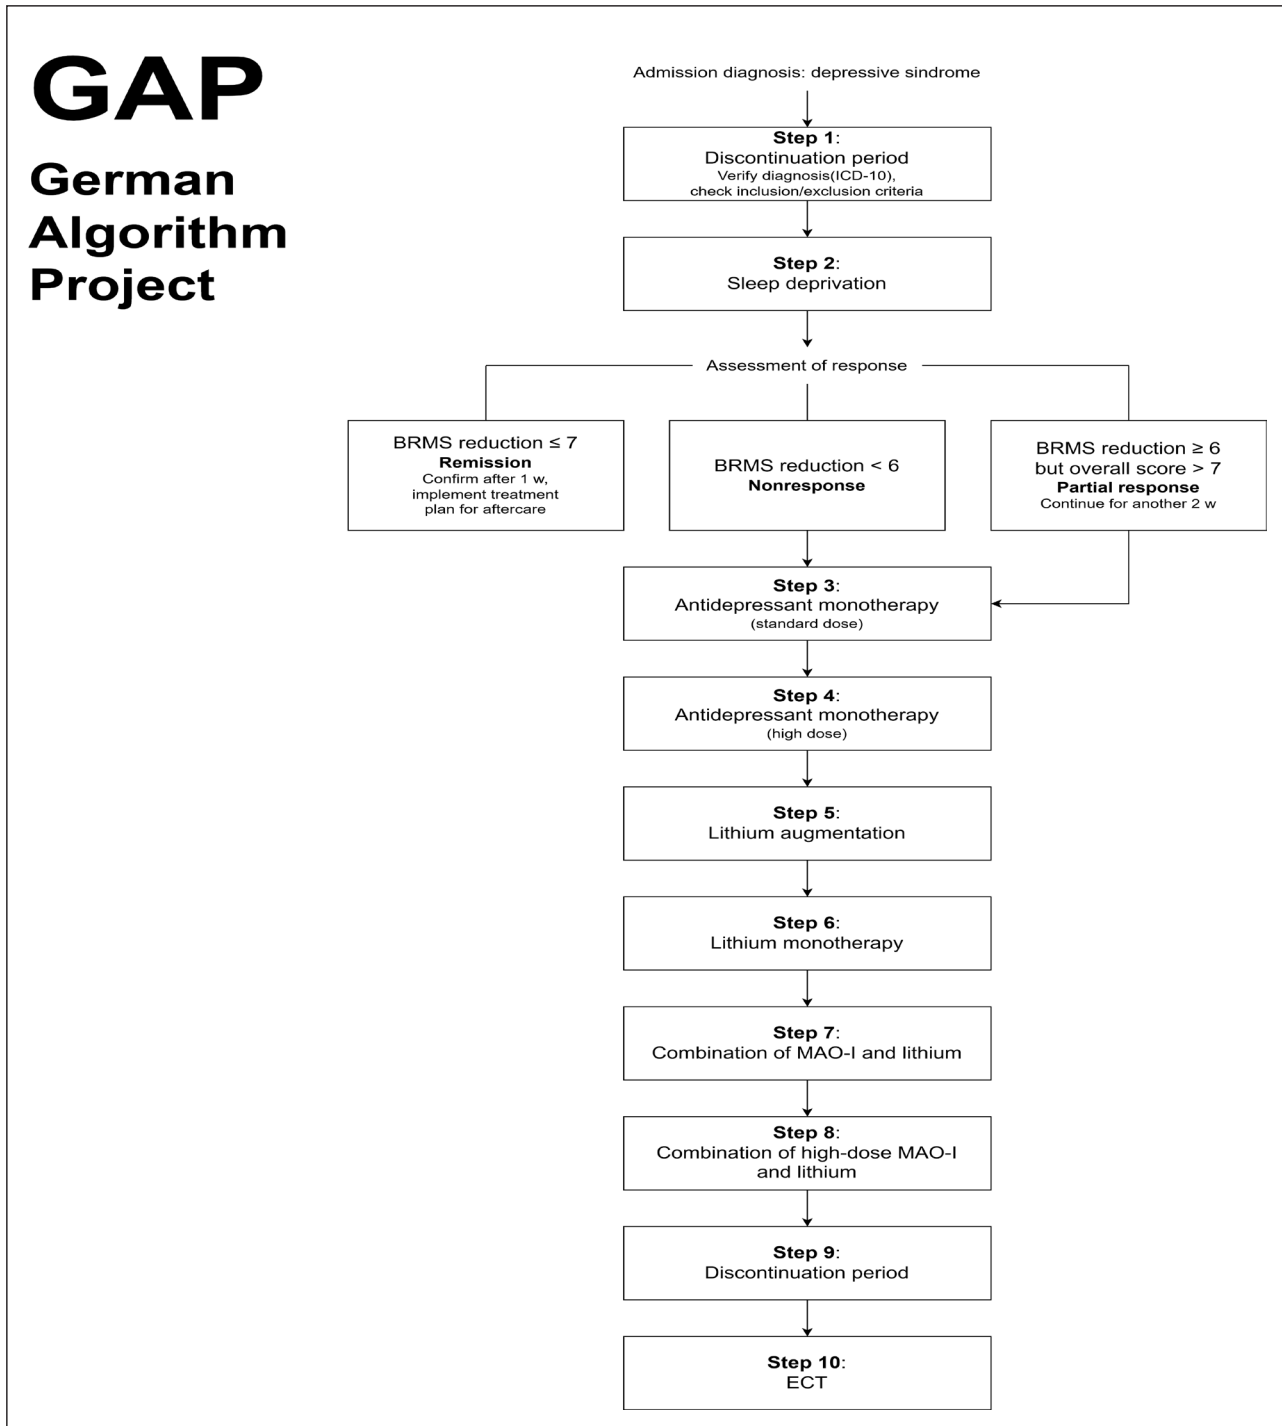 GAP
German
Algorithm
Project
Admission diagnosis: depressive sindrome
Step 1:
Discontinuation period
Verify diagnosis(ICD-10),
check inclusion/exclusion criteria
Step 2:
Sleep deprivation
Assessment of response
BRMS reduction ≤ 7
Remission
Confirm after 1 w,
implement treatment
plan for aftercare
BRMS reduction < 6
Nonresponse
BRMS reduction ≥ 6
but overall score > 7
Partial response
Continue for another 2 w
Step 3:
Antidepressant monotherapy
(standard dose)
Step 4:
Antidepressant monotherapy
(high dose)
Step 5:
Lithium augmentation
Step 6:
Lithium monotherapy
Step 7:
Combination of MAO-I and lithium
Step 8:
Combination of high-dose MAO-I
and lithium
Step 9:
Discontinuation period
Step 10:
ECT